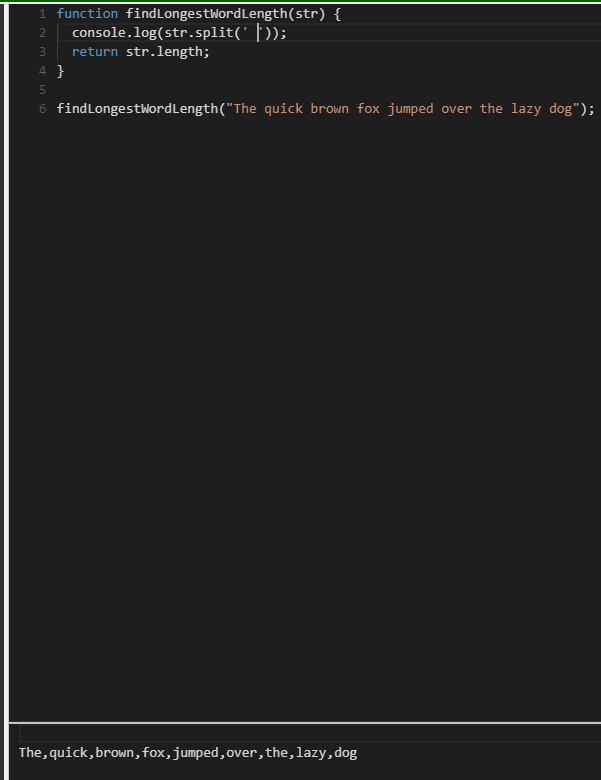 1 function findLongestWordLength(str) {
2   console.log(str.split(' '));
3   return str.length;
4 }
5
6 findLongestWordLength("The quick brown fox jumped over the lazy dog");
The,quick,brown,fox,jumped,over,the,lazy,dog